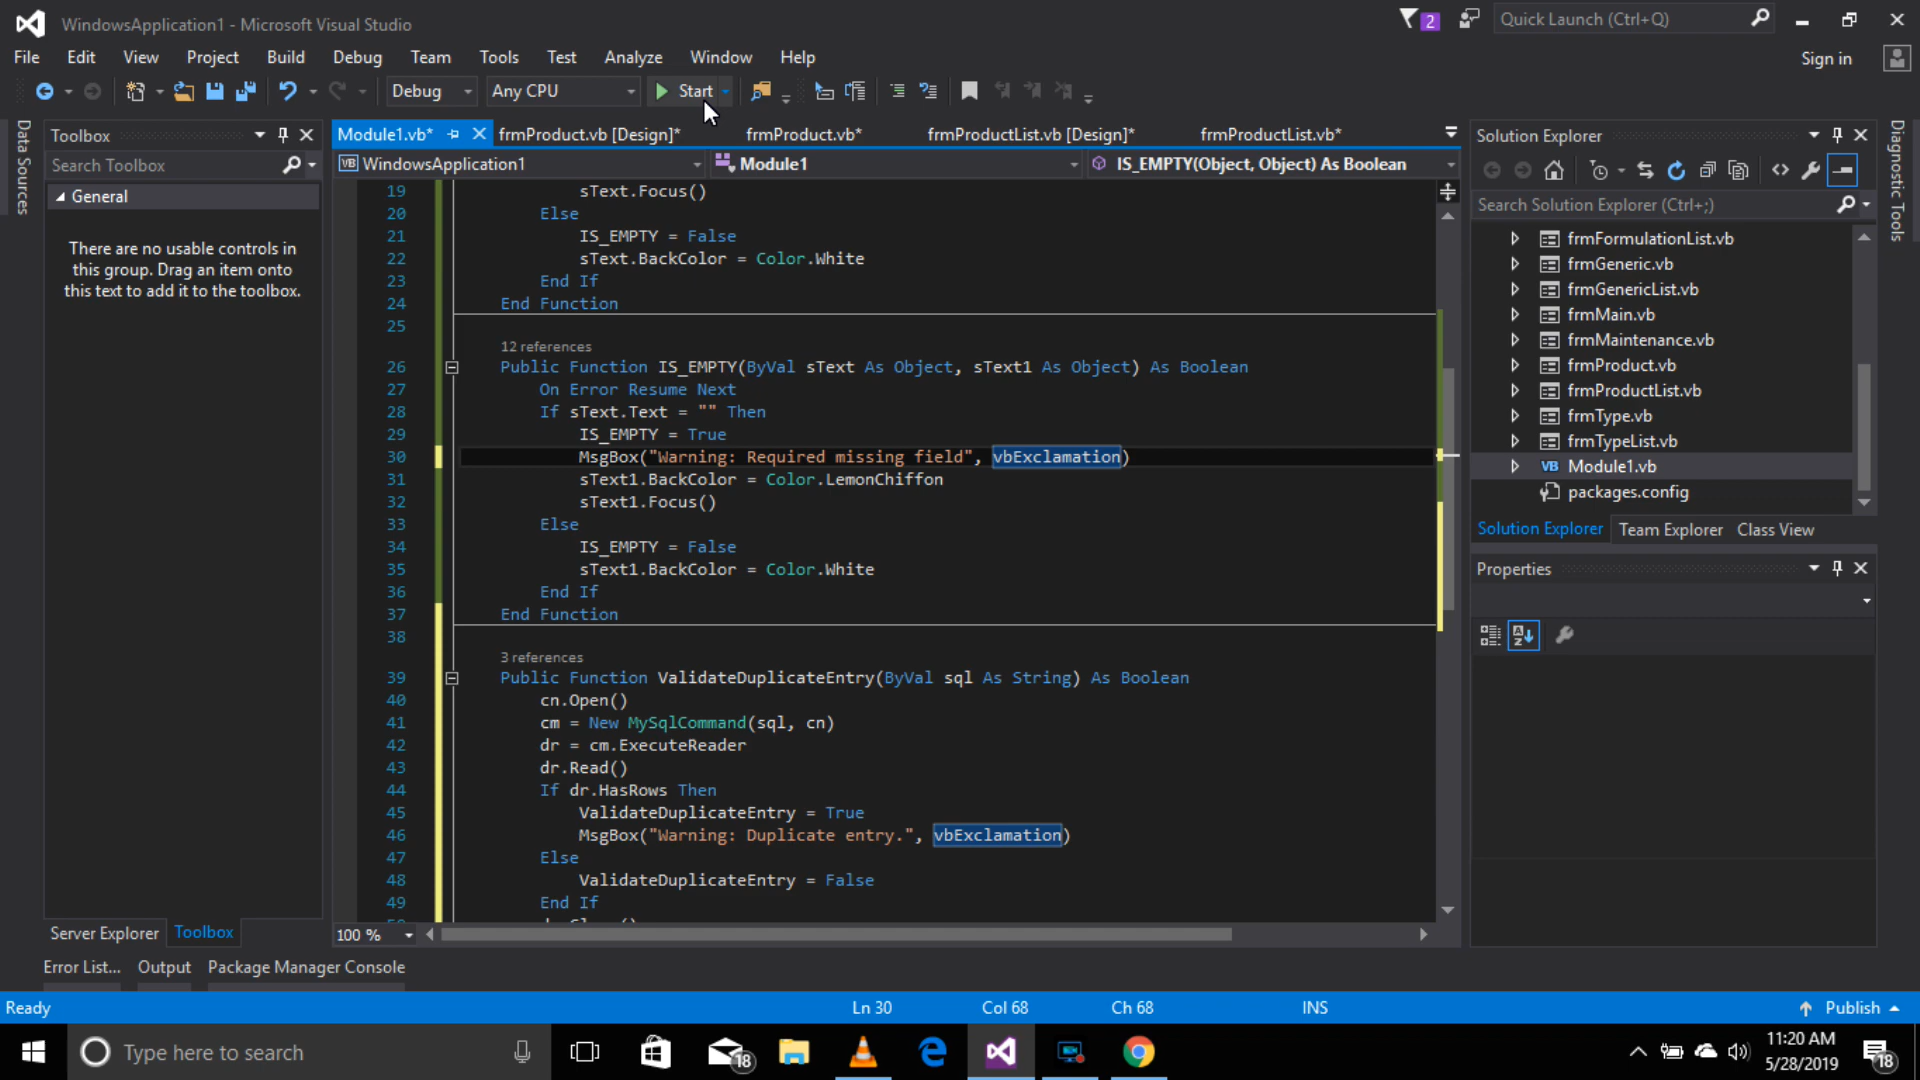 WindowsApplication1 - Microsoft Visual Studio
2
Quick Launch (Ctrl+Q)
File Edit View Project Build Debug Team Tools Test Analyze Window Help
Sign in
Debug Any CPU Start
Data Sources
Toolbox
Search Toolbox
General
There are no usable controls in
this group. Drag an item onto
this text to add it to the toolbox.
Module1.vb* frmProduct.vb [Design]* frmProduct.vb* frmProductList.vb [Design]* frmProductList.vb*
VB WindowsApplication1 Module1 IS_EMPTY(Object, Object) As Boolean
19 sText.Focus()
20 Else
21 IS_EMPTY = False
22 sText.BackColor = Color.White
23 End If
24 End Function
25
12 references
26 Public Function IS_EMPTY(ByVal sText As Object, sText1 As Object) As Boolean
27 On Error Resume Next
28 If sText.Text = "" Then
29 IS_EMPTY = True
30 MsgBox("Warning: Required missing field", vbExclamation)
31 sText1.BackColor = Color.LemonChiffon
32 sText1.Focus()
33 Else
34 IS_EMPTY = False
35 sText1.BackColor = Color.White
36 End If
37 End Function
38
3 references
39 Public Function ValidateDuplicateEntry(ByVal sql As String) As Boolean
40 cn.Open()
41 cm = New MySqlCommand(sql, cn)
42 dr = cm.ExecuteReader
43 dr.Read()
44 If dr.HasRows Then
45 ValidateDuplicateEntry = True
46 MsgBox("Warning: Duplicate entry.", vbExclamation)
47 Else
48 ValidateDuplicateEntry = False
49 End If
100 %
Solution Explorer
Search Solution Explorer (Ctrl+;)
frmFormulationList.vb
frmGeneric.vb
frmGenericList.vb
frmMain.vb
frmMaintenance.vb
frmProduct.vb
frmProductList.vb
frmType.vb
frmTypeList.vb
VB Module1.vb
packages.config
Solution Explorer Team Explorer Class View
Properties
Diagnostic Tools
Server Explorer Toolbox
Error List... Output Package Manager Console
Ready Ln 30 Col 68 Ch 68 INS Publish
Type here to search
18
11:20 AM
5/28/2019
18